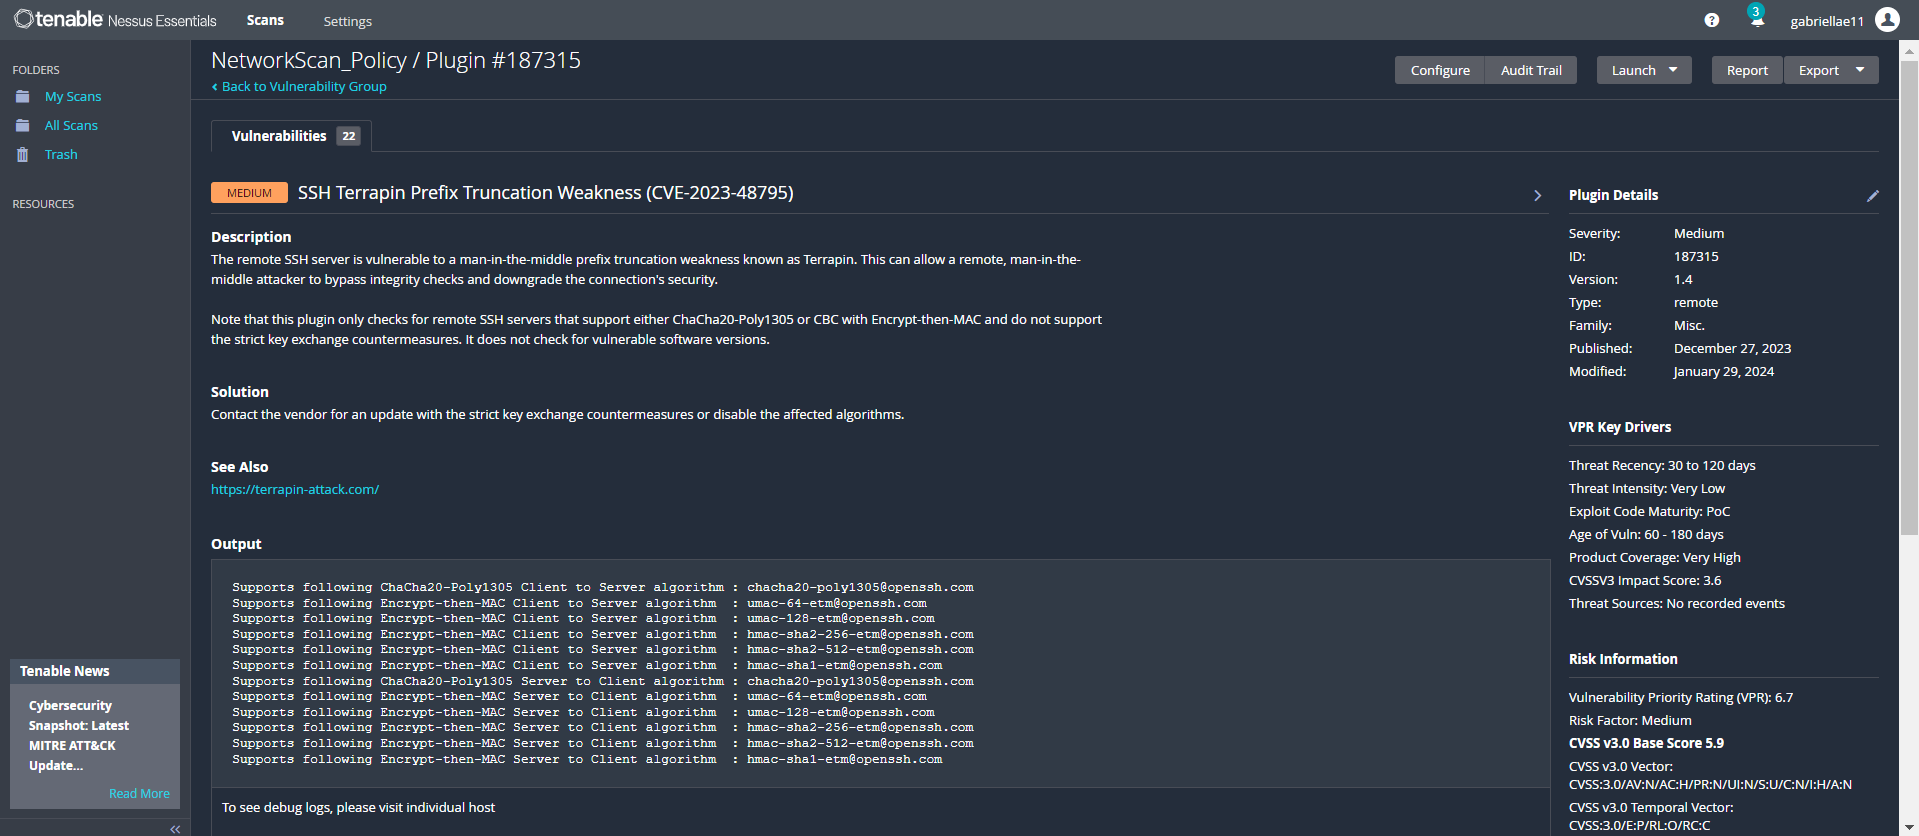 tenable Nessus Essentials
Scans
Settings
3
gabriellae11
FOLDERS
My Scans
All Scans
Trash
RESOURCES
Tenable News
Cybersecurity
Snapshot: Latest
MITRE ATT&CK
Update...
Read More
NetworkScan_Policy / Plugin #187315
Back to Vulnerability Group
Configure
Audit Trail
Launch
Report
Export
Vulnerabilities 22
MEDIUM SSH Terrapin Prefix Truncation Weakness (CVE-2023-48795)
Description
The remote SSH server is vulnerable to a man-in-the-middle prefix truncation weakness known as Terrapin. This can allow a remote, man-in-the-
middle attacker to bypass integrity checks and downgrade the connection's security.
Note that this plugin only checks for remote SSH servers that support either ChaCha20-Poly1305 or CBC with Encrypt-then-MAC and do not support
the strict key exchange countermeasures. It does not check for vulnerable software versions.
Solution
Contact the vendor for an update with the strict key exchange countermeasures or disable the affected algorithms.
See Also
https://terrapin-attack.com/
Output
Supports following ChaCha20-Poly1305 Client to Server algorithm : chacha20-poly1305@openssh.com
Supports following Encrypt-then-MAC Client to Server algorithm : umac-64-etm@openssh.com
Supports following Encrypt-then-MAC Client to Server algorithm : umac-128-etm@openssh.com
Supports following Encrypt-then-MAC Client to Server algorithm : hmac-sha2-256-etm@openssh.com
Supports following Encrypt-then-MAC Client to Server algorithm : hmac-sha2-512-etm@openssh.com
Supports following Encrypt-then-MAC Client to Server algorithm : hmac-sha1-etm@openssh.com
Supports following ChaCha20-Poly1305 Server to Client algorithm : chacha20-poly1305@openssh.com
Supports following Encrypt-then-MAC Server to Client algorithm : umac-64-etm@openssh.com
Supports following Encrypt-then-MAC Server to Client algorithm : umac-128-etm@openssh.com
Supports following Encrypt-then-MAC Server to Client algorithm : hmac-sha2-256-etm@openssh.com
Supports following Encrypt-then-MAC Server to Client algorithm : hmac-sha2-512-etm@openssh.com
Supports following Encrypt-then-MAC Server to Client algorithm : hmac-sha1-etm@openssh.com
To see debug logs, please visit individual host
Plugin Details
Severity: Medium
ID: 187315
Version: 1.4
Type: remote
Family: Misc.
Published: December 27, 2023
Modified: January 29, 2024
VPR Key Drivers
Threat Recency: 30 to 120 days
Threat Intensity: Very Low
Exploit Code Maturity: PoC
Age of Vuln: 60 - 180 days
Product Coverage: Very High
CVSSV3 Impact Score: 3.6
Threat Sources: No recorded events
Risk Information
Vulnerability Priority Rating (VPR): 6.7
Risk Factor: Medium
CVSS v3.0 Base Score 5.9
CVSS v3.0 Vector:
CVSS:3.0/AV:N/AC:H/PR:N/UI:N/S:U/C:N/I:H/A:N
CVSS v3.0 Temporal Vector:
CVSS:3.0/E:P/RL:O/RC:C